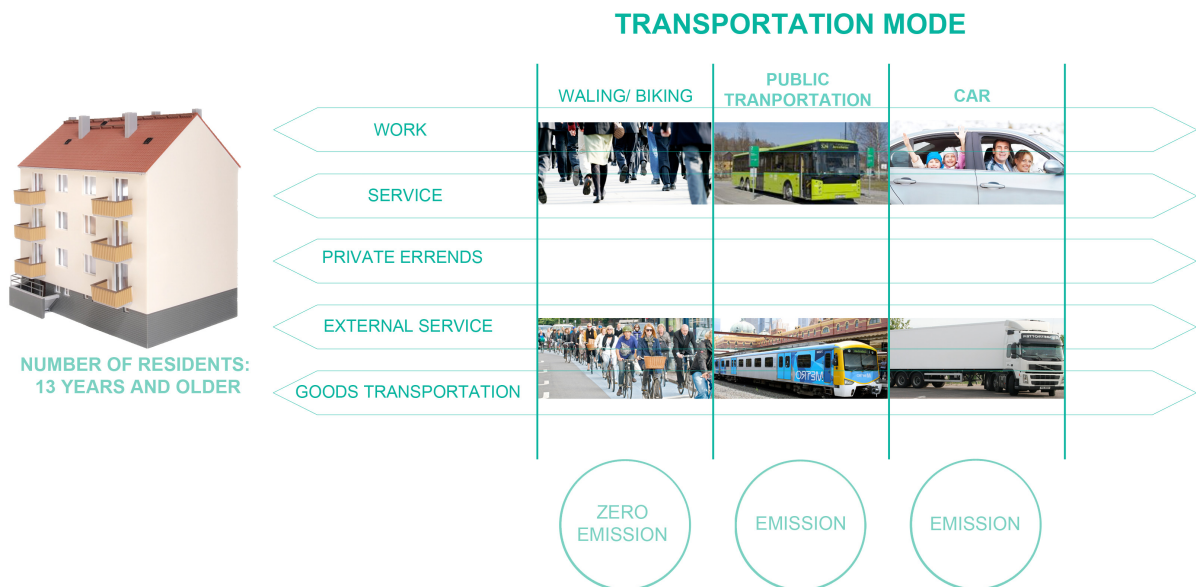 TRANSPORTATION MODE
WALING/ BIKING
PUBLIC
TRANPORTATION
CAR
WORK
SERVICE
PRIVATE ERRENDS
EXTERNAL SERVICE
GOODS TRANSPORTATION
NUMBER OF RESIDENTS:
13 YEARS AND OLDER
ZERO
EMISSION
EMISSION
EMISSION